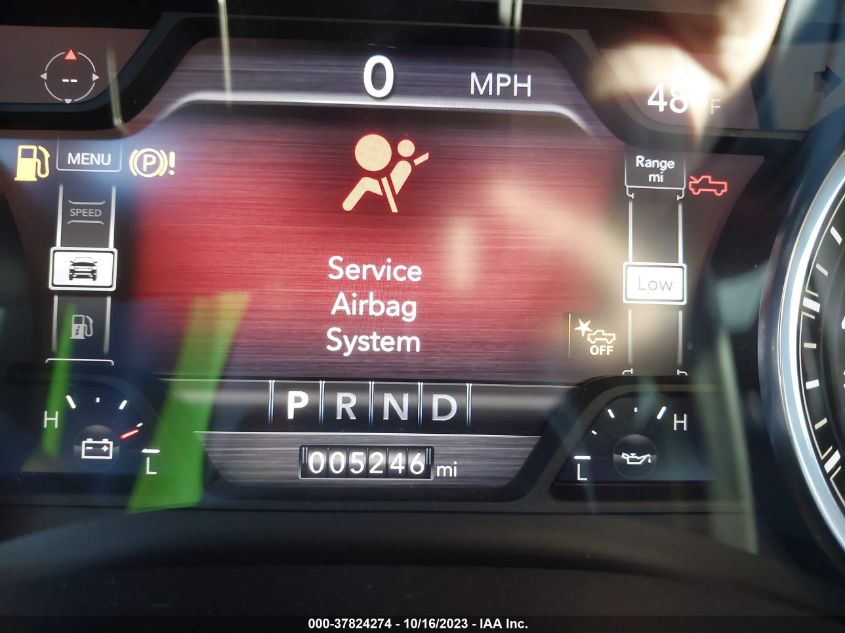 0 MPH
48°F
--
MENU
Range
mi
SPEED
Service
Airbag
System
Low
OFF
P R N D
H
L
005246 mi
H
L
000-37824274 - 10/16/2023 - IAA Inc.